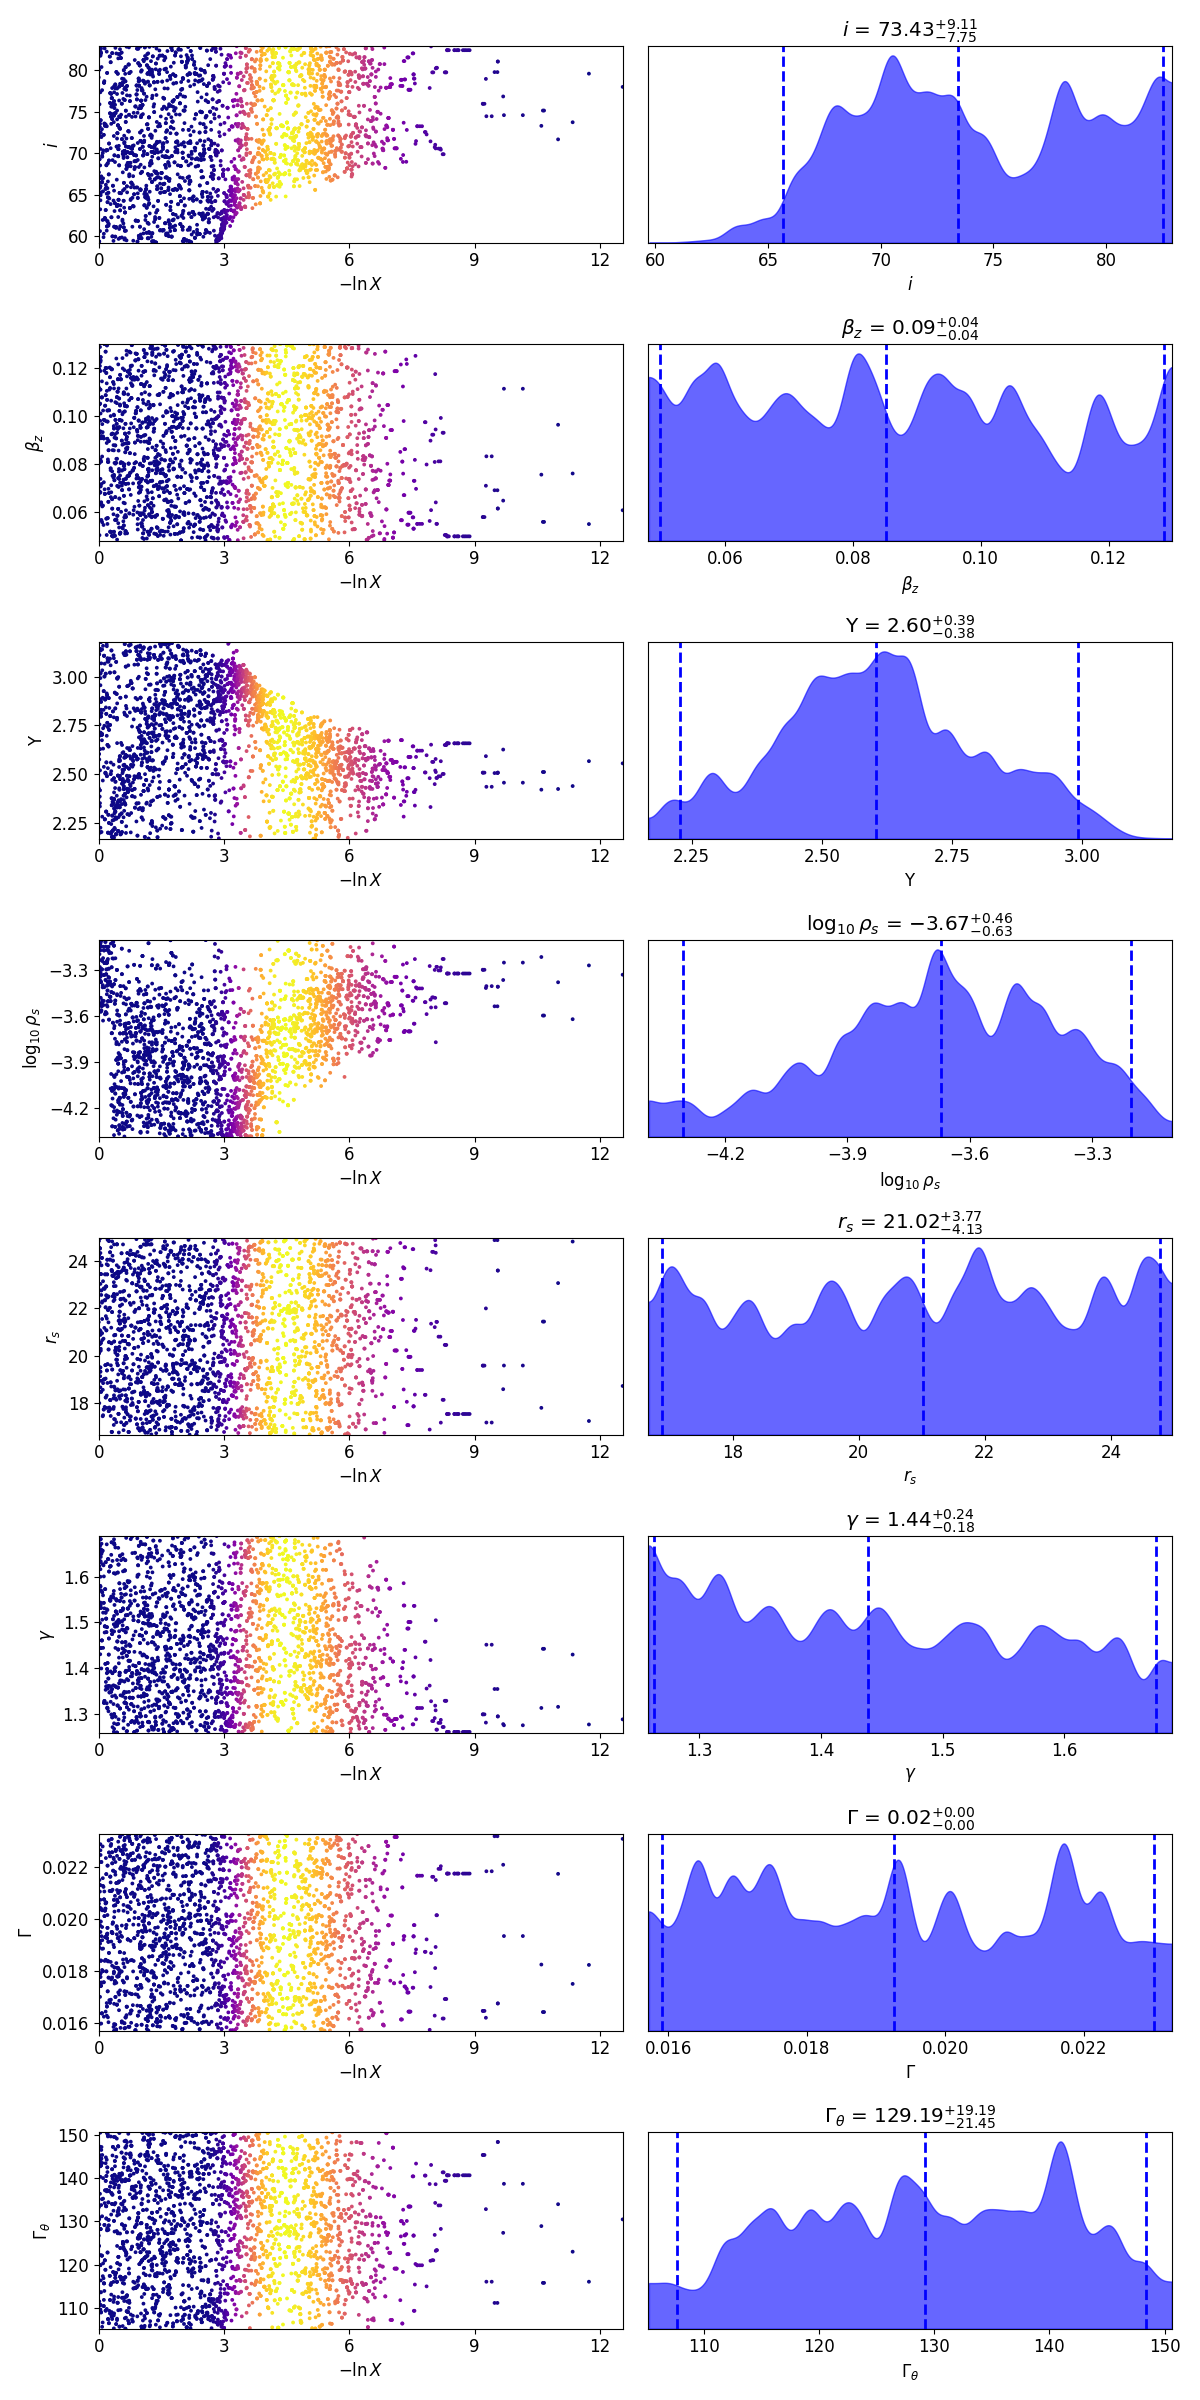 i = 73.43 +9.11 −7.75
80
75
70
65
60
i
0 3 6 9 12
−ln X
60 65 70 75 80
i
β_z = 0.09 +0.04 −0.04
0.12
0.10
0.08
0.06
β_z
0 3 6 9 12
−ln X
0.06 0.08 0.10 0.12
β_z
Υ = 2.60 +0.39 −0.38
3.00
2.75
2.50
2.25
Υ
0 3 6 9 12
−ln X
2.25 2.50 2.75 3.00
Υ
log₁₀ ρ_s = −3.67 +0.46 −0.63
−3.3
−3.6
−3.9
−4.2
log₁₀ ρ_s
0 3 6 9 12
−ln X
−4.2 −3.9 −3.6 −3.3
log₁₀ ρ_s
r_s = 21.02 +3.77 −4.13
24
22
20
18
r_s
0 3 6 9 12
−ln X
18 20 22 24
r_s
γ = 1.44 +0.24 −0.18
1.6
1.5
1.4
1.3
γ
0 3 6 9 12
−ln X
1.3 1.4 1.5 1.6
γ
Γ = 0.02 +0.00 −0.00
0.022
0.020
0.018
0.016
Γ
0 3 6 9 12
−ln X
0.016 0.018 0.020 0.022
Γ
Γ_θ = 129.19 +19.19 −21.45
150
140
130
120
110
Γ_θ
0 3 6 9 12
−ln X
110 120 130 140 150
Γ_θ